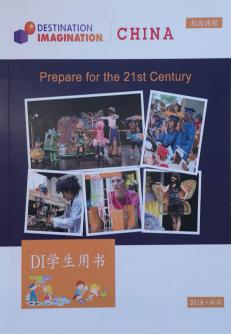 DESTINATION
IMAGINATION
CHINA
校园课程
Prepare for the 21st Century
DI学生用书
2016·秋季